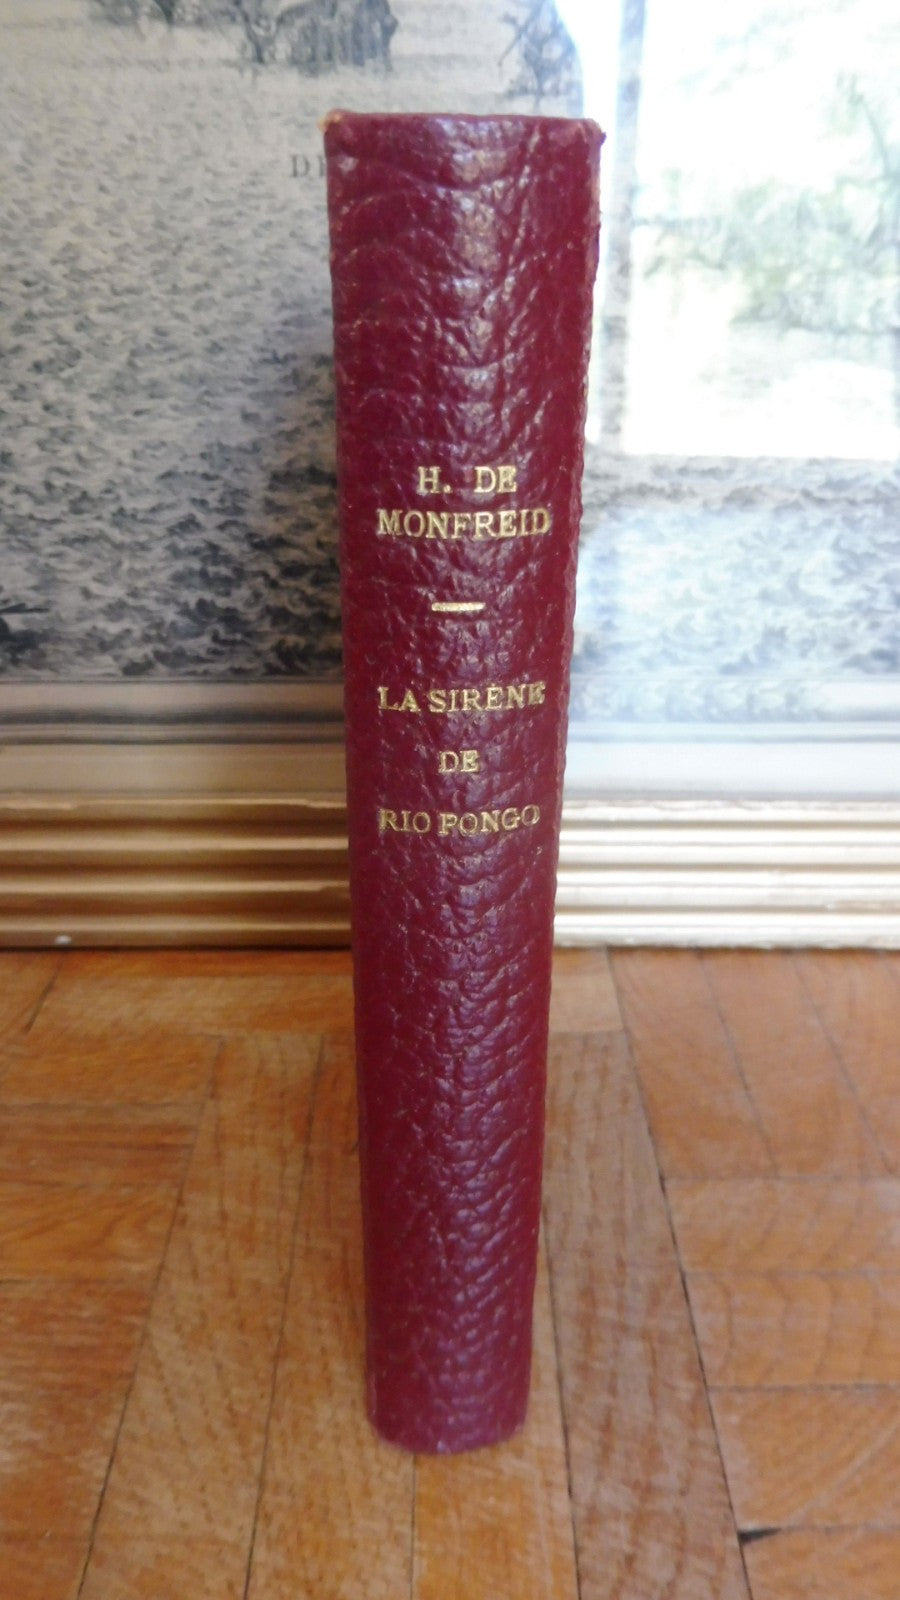 H. DE
MONFREID
LA SIRÈNE
DE
RIO PONGO